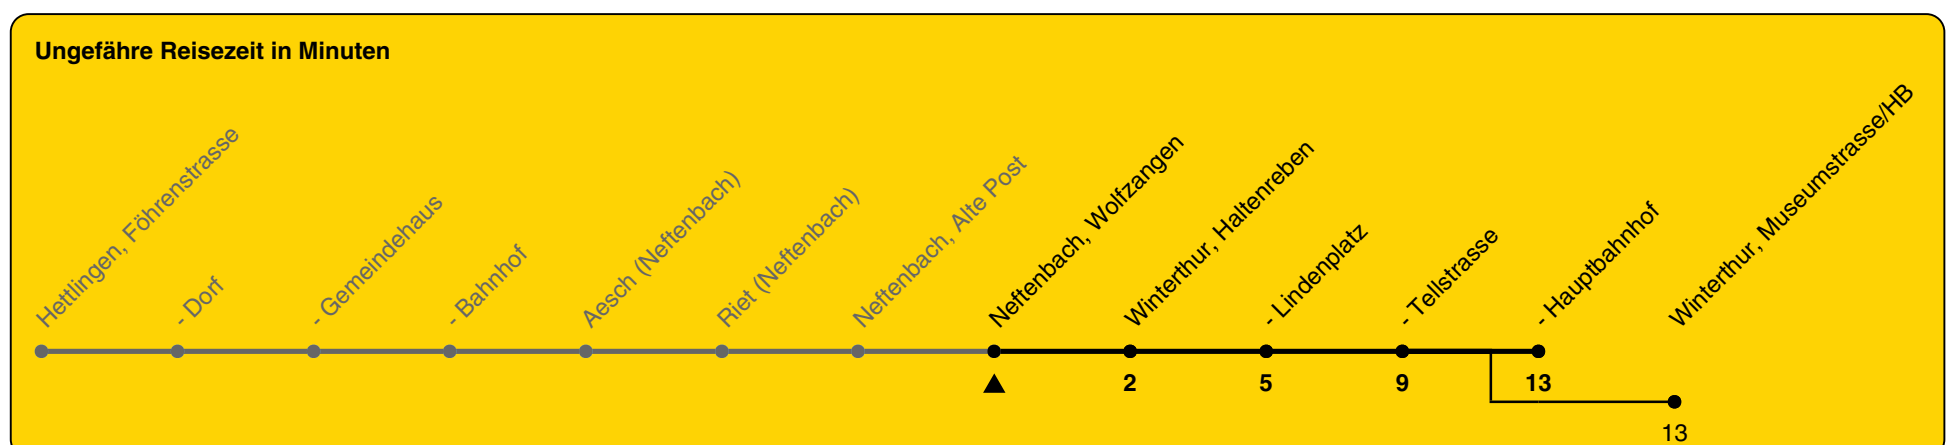 Ungefähre Reisezeit in Minuten
Hettlingen, Föhrenstrasse
- Dorf
- Gemeindehaus
- Bahnhof
Aesch (Neftenbach)
Riet (Neftenbach)
Neftenbach, Alte Post
Neftenbach, Wolfzangen
Winterthur, Haltenreben
- Lindenplatz
- Tellstrasse
- Hauptbahnhof
Winterthur, Museumstrasse/HB
2
5
9
13
13